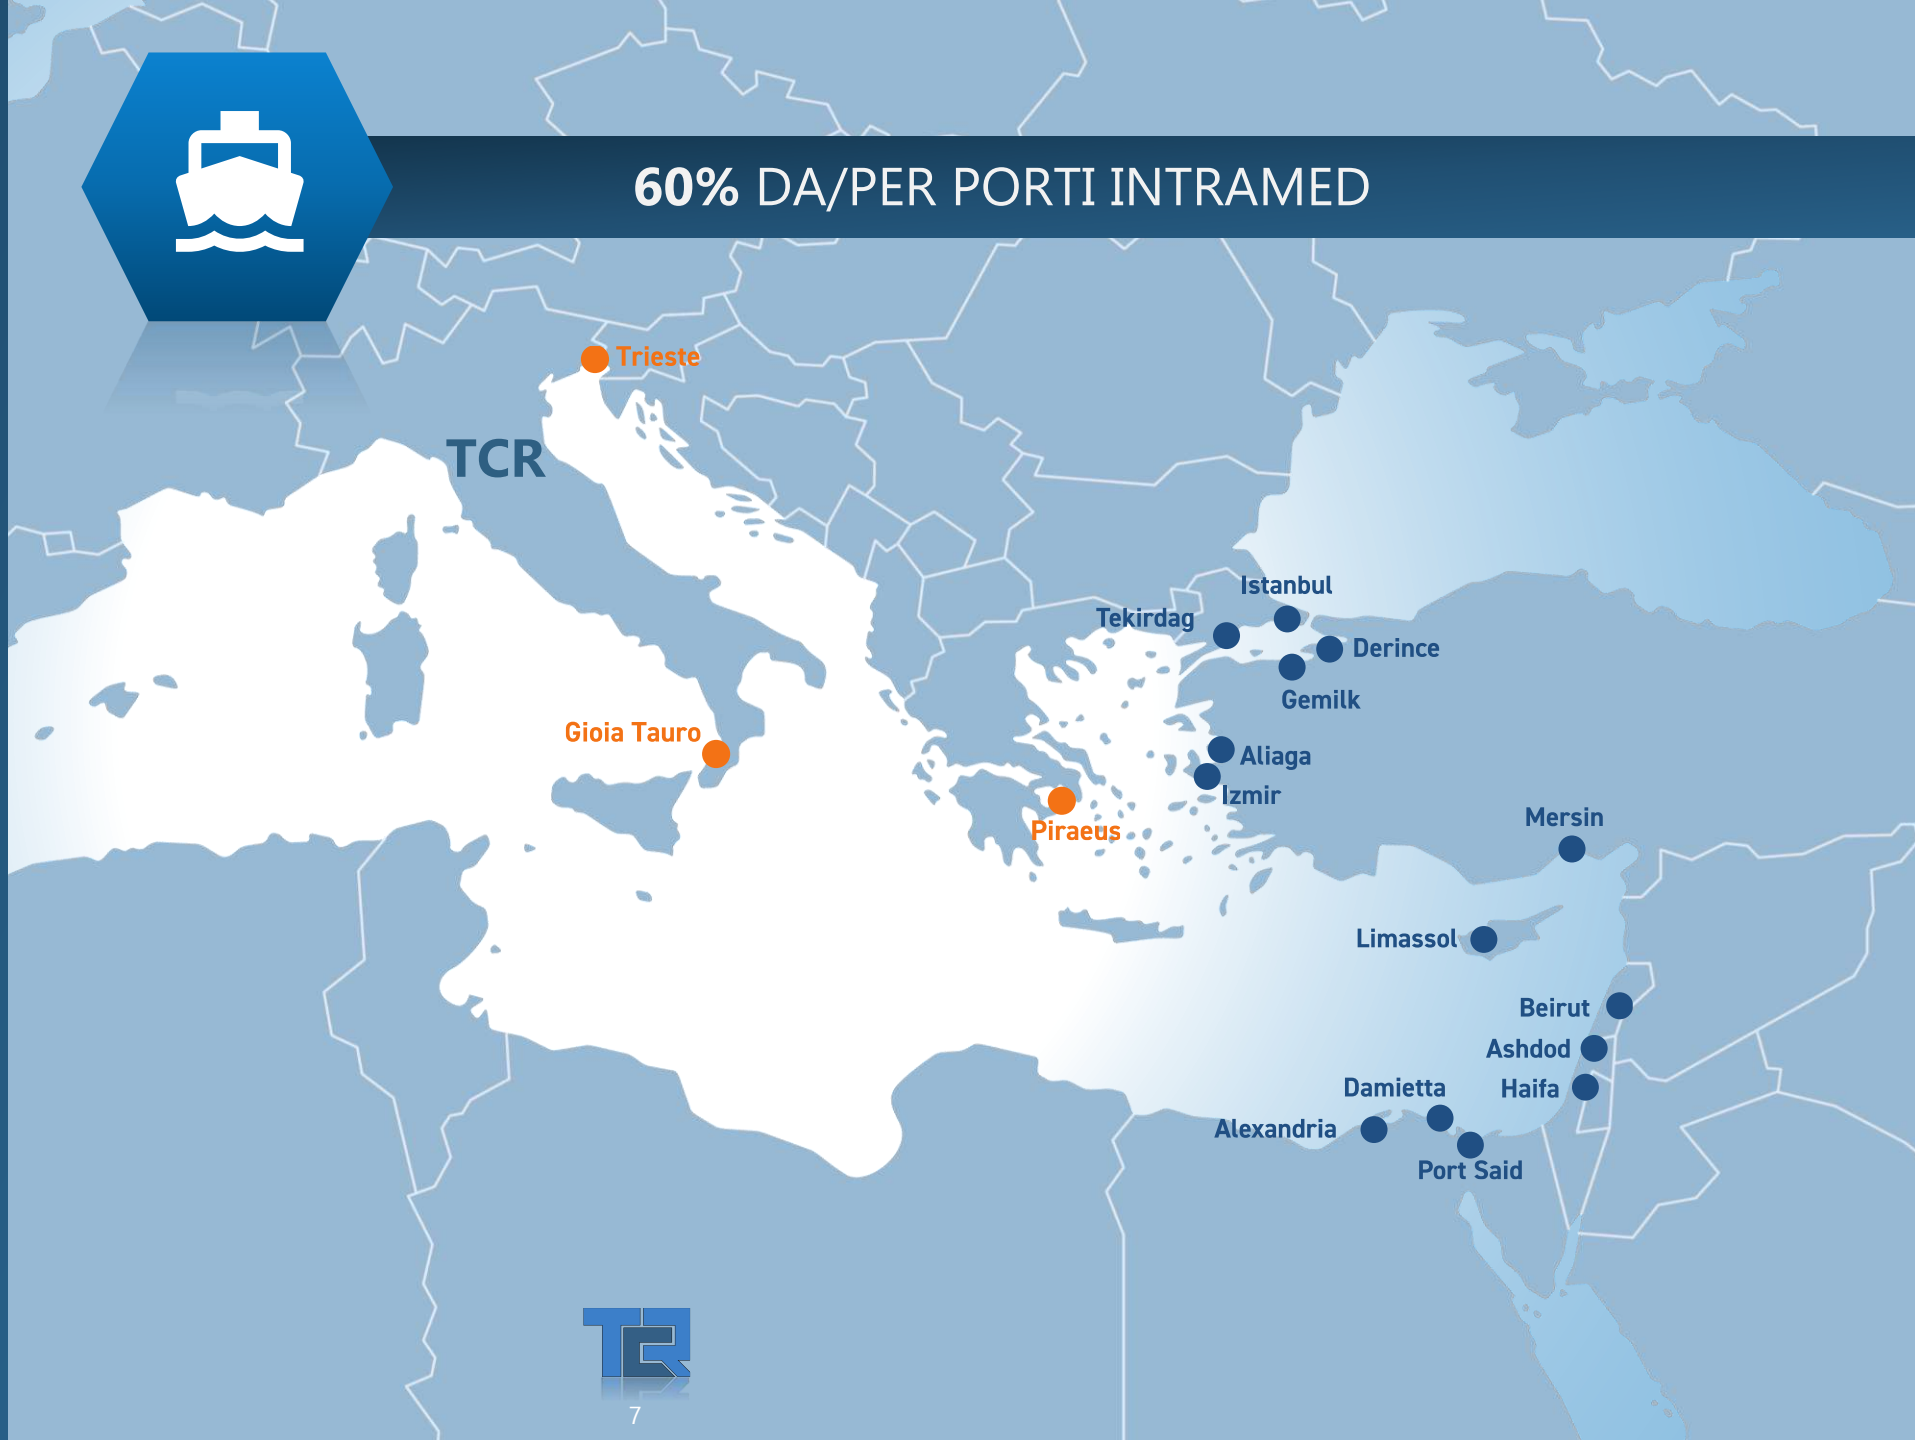 60% DA/PER PORTI INTRAMED
Trieste
TCR
Istanbul
Tekirdag
Derince
Gemilk
Gioia Tauro
Aliaga
Izmir
Piraeus
Mersin
Limassol
Beirut
Ashdod
Damietta
Haifa
Alexandria
Port Said
TCR
7